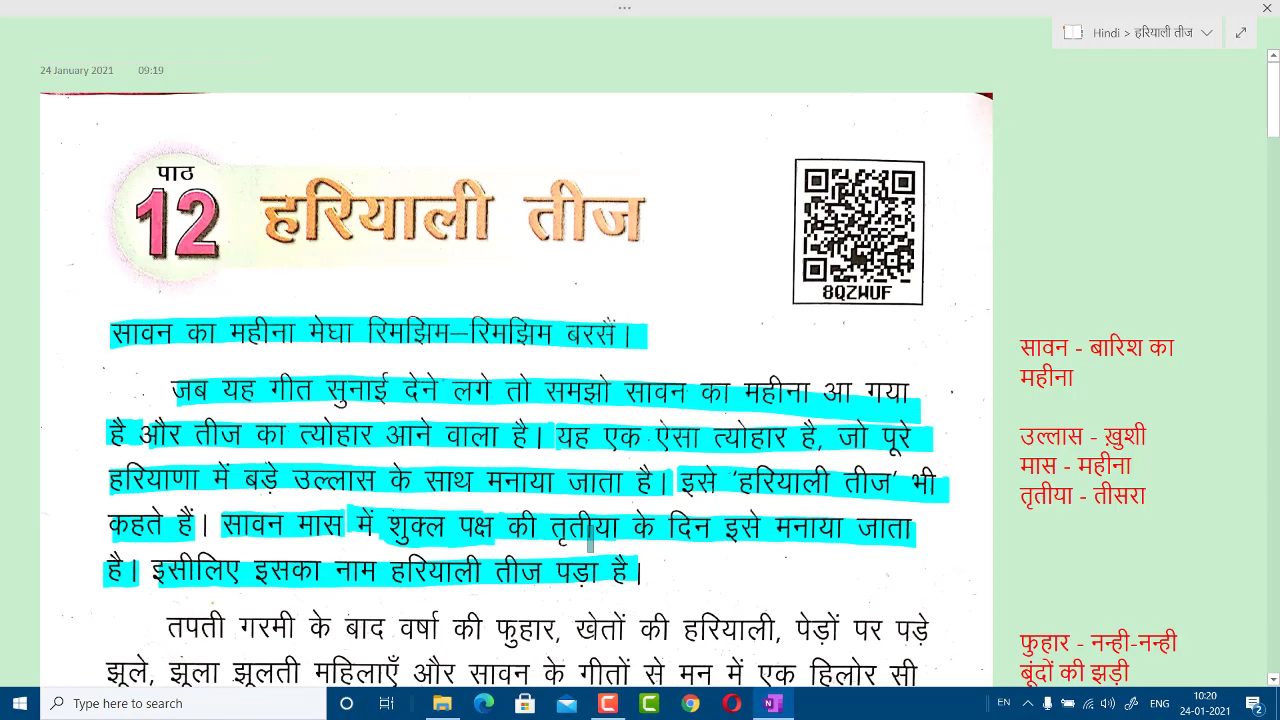 Hindi > हरियाली तीज
24 January 2021 09:19
पाठ
12 हरियाली तीज
8QZWUF
सावन का महीना मेघा रिमझिम–रिमझिम बरसैं।
जब यह गीत सुनाई देने लगे तो समझो सावन का महीना आ गया
है और तीज का त्योहार आने वाला है। यह एक ऐसा त्योहार है, जो पूरे
हरियाणा में बड़े उल्लास के साथ मनाया जाता है। इसे ‘हरियाली तीज’ भी
कहते हैं। सावन मास में शुक्ल पक्ष की तृतीया के दिन इसे मनाया जाता
है। इसीलिए इसका नाम हरियाली तीज पड़ा है।
तपती गरमी के बाद वर्षा की फुहार, खेतों की हरियाली, पेड़ों पर पड़े
झूले, झूला झूलती महिलाएँ और सावन के गीतों से मन में एक हिलोर सी
सावन - बारिश का
महीना
उल्लास - ख़ुशी
मास - महीना
तृतीया - तीसरा
फुहार - नन्ही-नन्ही
बूंदों की झड़ी
Type here to search
EN
ENG
10:20
24-01-2021
2